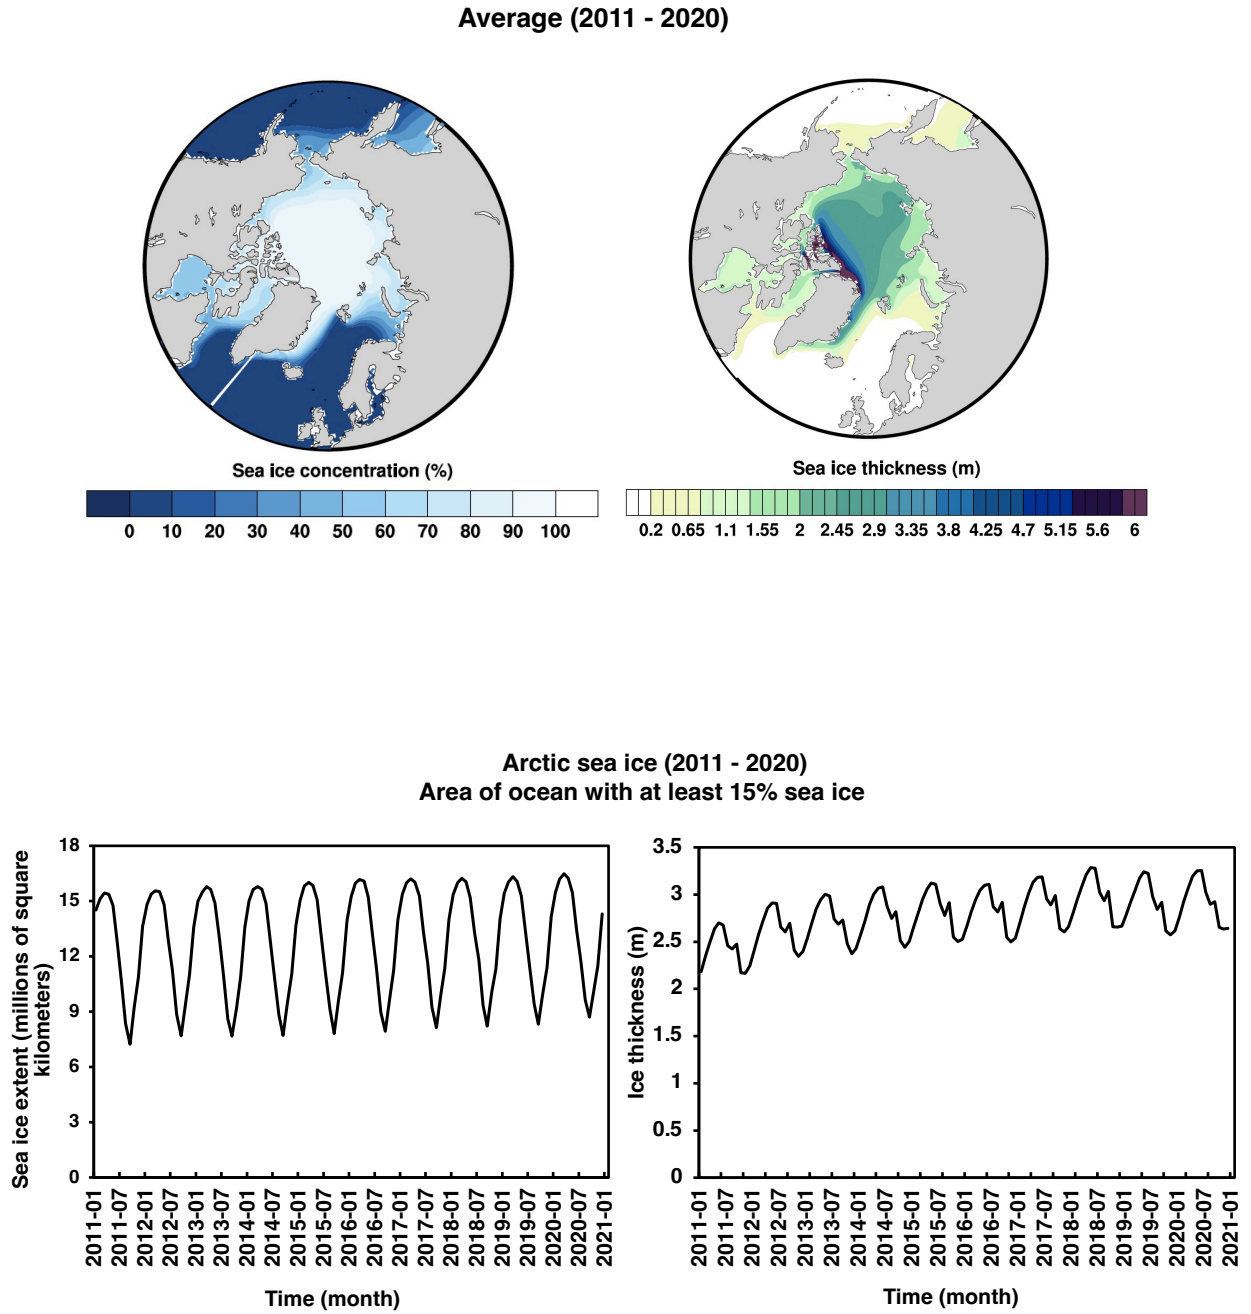 Average (2011 - 2020)
Sea ice concentration (%)
0 10 20 30 40 50 60 70 80 90 100
Sea ice thickness (m)
0.2 0.65 1.1 1.55 2 2.45 2.9 3.35 3.8 4.25 4.7 5.15 5.6 6
Arctic sea ice (2011 - 2020)
Area of ocean with at least 15% sea ice
Sea ice extent (millions of square
kilometers)
18
15
12
9
6
3
0
2011-01 2011-07 2012-01 2012-07 2013-01 2013-07 2014-01 2014-07 2015-01 2015-07 2016-01 2016-07 2017-01 2017-07 2018-01 2018-07 2019-01 2019-07 2020-01 2020-07 2021-01
Time (month)
Ice thickness (m)
3.5
3
2.5
2
1.5
1
0.5
0
2011-01 2011-07 2012-01 2012-07 2013-01 2013-07 2014-01 2014-07 2015-01 2015-07 2016-01 2016-07 2017-01 2017-07 2018-01 2018-07 2019-01 2019-07 2020-01 2020-07 2021-01
Time (month)